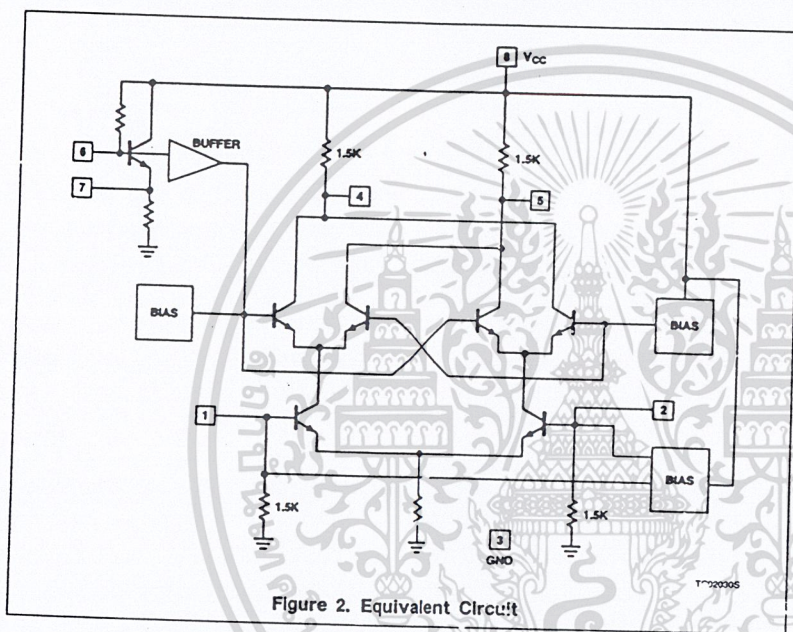 8 VCC
6
BUFFER
7
1.5K
1.5K
4
5
BIAS
BIAS
1
2
BIAS
1.5K
3
GND
1.5K
Figure 2. Equivalent Circuit